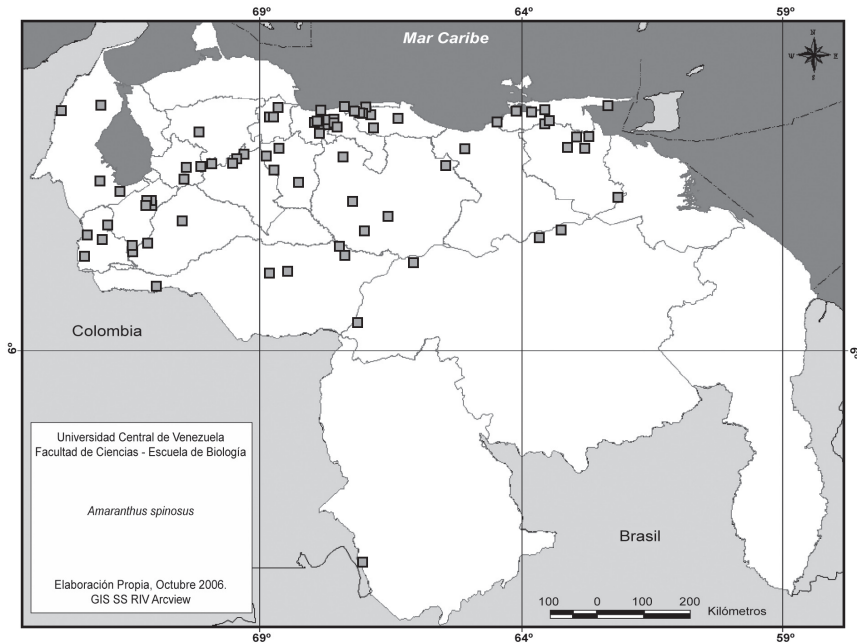 69º 64º 59º
Mar Caribe
N
W E
S
Colombia
6º 6º
Universidad Central de Venezuela
Facultad de Ciencias - Escuela de Biología
Amaranthus spinosus
Elaboración Propia, Octubre 2006.
GIS SS RIV Arcview
Brasil
100 0 100 200 Kilómetros
69º 64º 59º